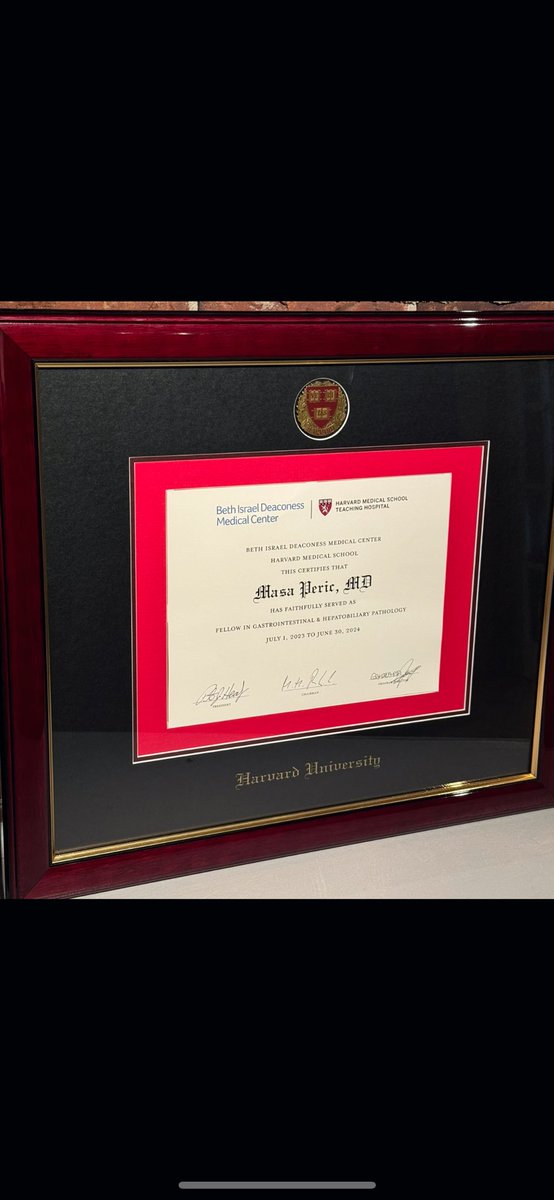 Beth Israel Deaconess
Medical Center
HARVARD MEDICAL SCHOOL
TEACHING HOSPITAL
BETH ISRAEL DEACONESS MEDICAL CENTER
HARVARD MEDICAL SCHOOL
THIS CERTIFIES THAT
Masa Peric, MD
HAS FAITHFULLY SERVED AS
FELLOW IN GASTROINTESTINAL & HEPATOBILIARY PATHOLOGY
JULY 1, 2023 TO JUNE 30, 2024
PRESIDENT
CHAIRMAN
Harvard University